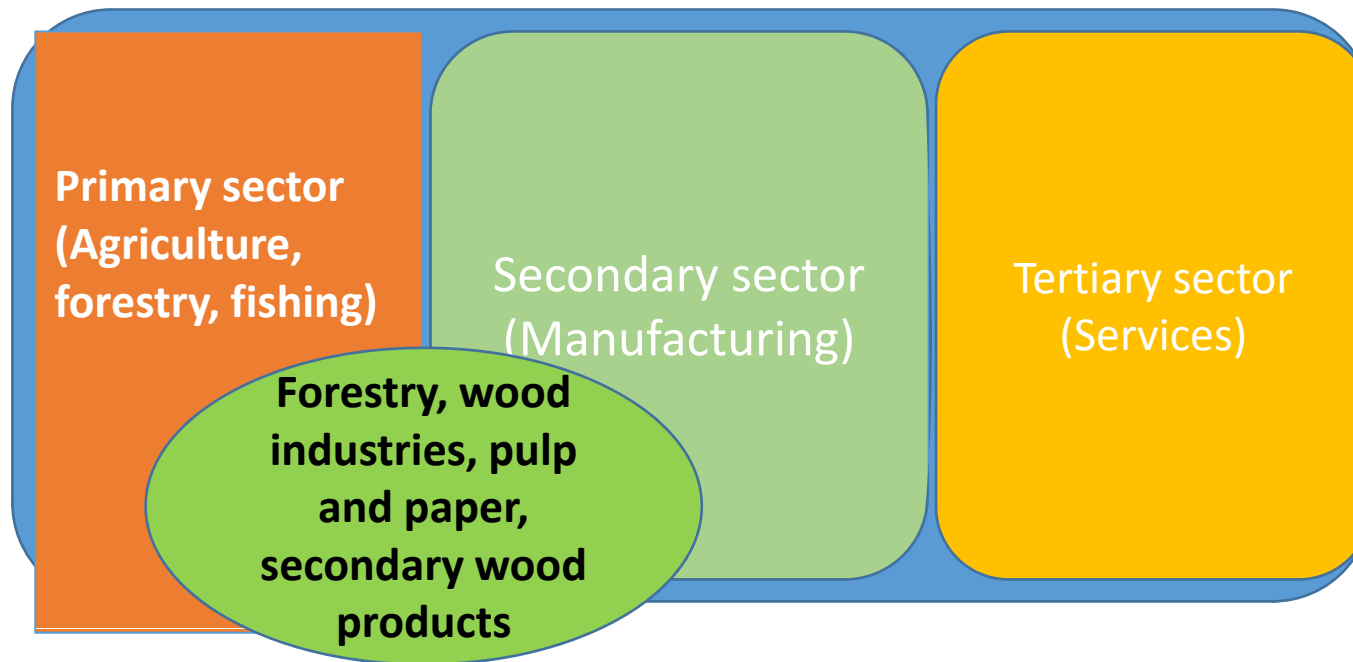 Primary sector
(Agriculture,
forestry, fishing)
Secondary sector
(Manufacturing)
Tertiary sector
(Services)
Forestry, wood
industries, pulp
and paper,
secondary wood
products